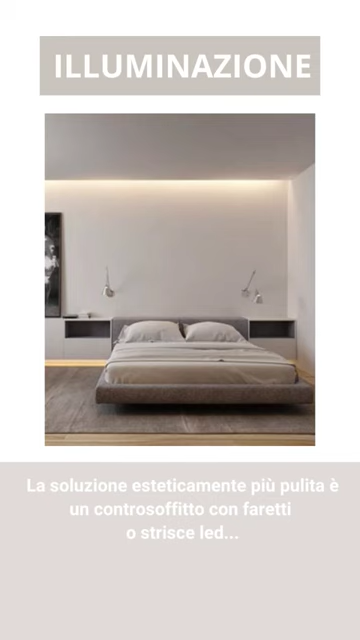 ILLUMINAZIONE
La soluzione esteticamente più pulita è
un controsoffitto con faretti
o strisce led...